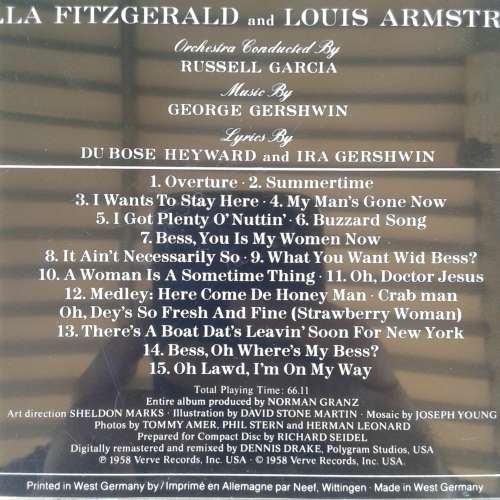 LLA FITZGERALD and LOUIS ARMSTR
Orchestra Conducted By
RUSSELL GARCIA
Music By
GEORGE GERSHWIN
Lyrics By
DU BOSE HEYWARD and IRA GERSHWIN
1. Overture · 2. Summertime
3. I Wants To Stay Here · 4. My Man's Gone Now
5. I Got Plenty O' Nuttin' · 6. Buzzard Song
7. Bess, You Is My Women Now
8. It Ain't Necessarily So · 9. What You Want Wid Bess?
10. A Woman Is A Sometime Thing · 11. Oh, Doctor Jesus
12. Medley: Here Come De Honey Man · Crab man
Oh, Dey's So Fresh And Fine (Strawberry Woman)
13. There's A Boat Dat's Leavin' Soon For New York
14. Bess, Oh Where's My Bess?
15. Oh Lawd, I'm On My Way
Total Playing Time: 66.11
Entire album produced by NORMAN GRANZ
Art direction SHELDON MARKS · Illustration by DAVID STONE MARTIN · Mosaic by JOSEPH YOUNG
Photos by TOMMY AMER, PHIL STERN and HERMAN LEONARD
Prepared for Compact Disc by RICHARD SEIDEL
Digitally remastered and remixed by DENNIS DRAKE, Polygram Studios, USA
℗ 1958 Verve Records, Inc. USA · © 1958 Verve Records, Inc., USA
Printed in West Germany by/Imprimé en Allemagne par Neef, Wittingen · Made in West Germany